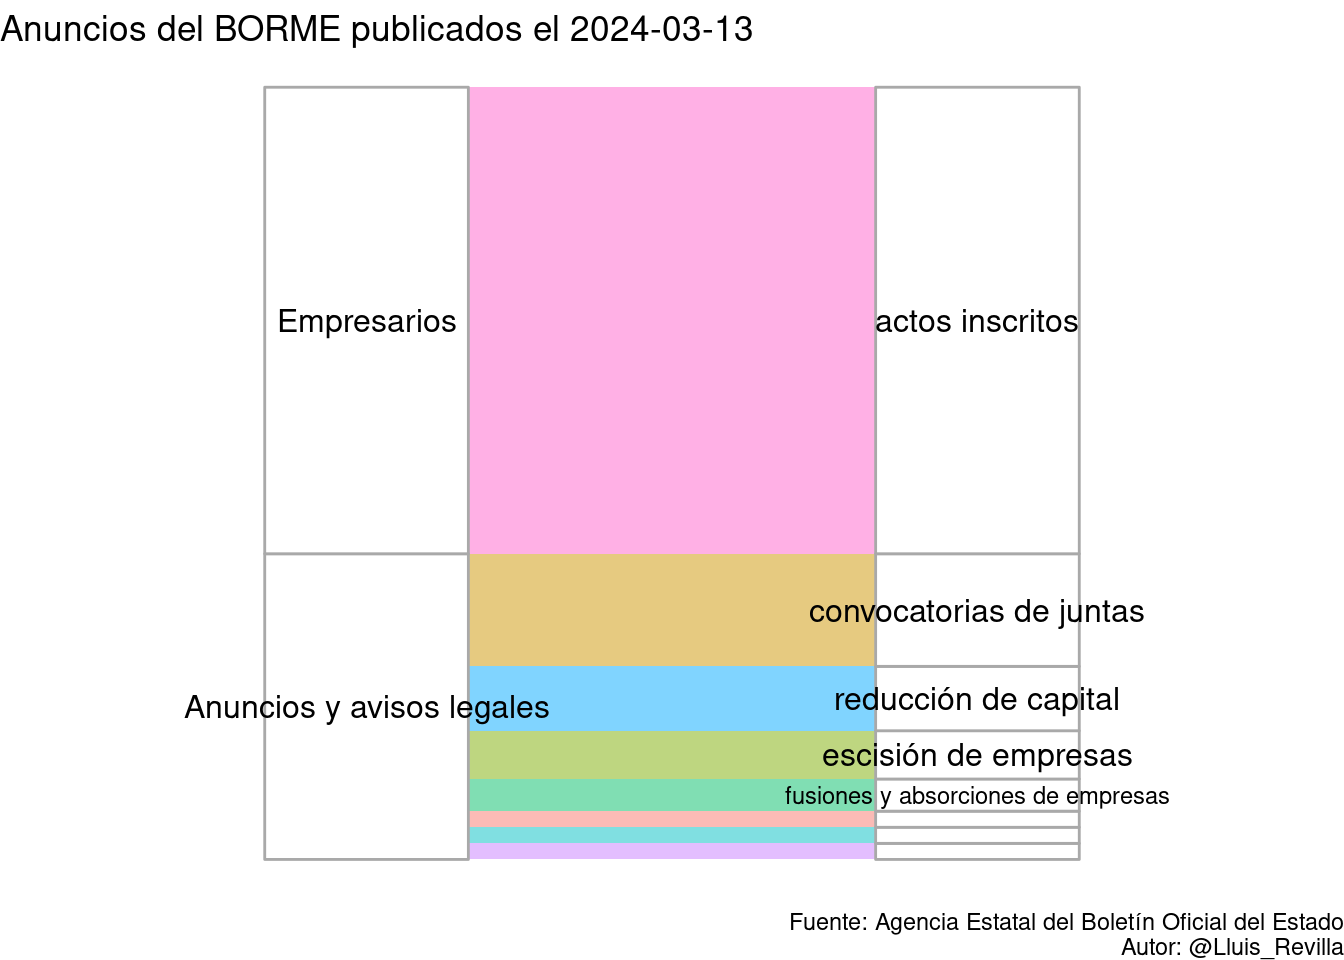 Anuncios del BORME publicados el 2024-03-13
Empresarios
actos inscritos
convocatorias de juntas
reducción de capital
Anuncios y avisos legales
escisión de empresas
fusiones y absorciones de empresas
Fuente: Agencia Estatal del Boletín Oficial del Estado
Autor: @Lluis_Revilla